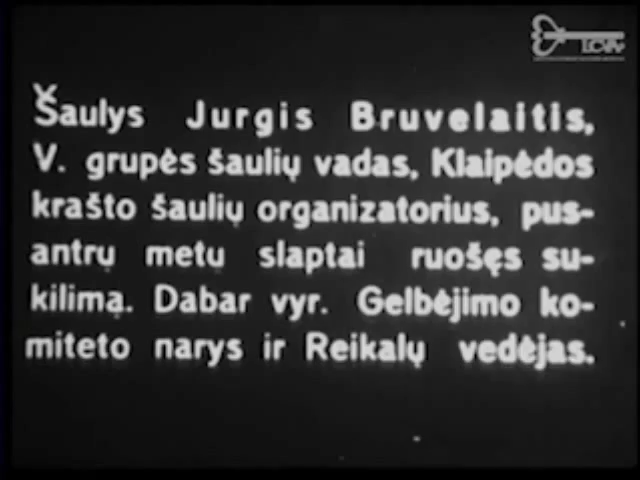 LCVA
Šaulys Jurgis Bruvelaitis,
V. grupės šaulių vadas, Klaipėdos
krašto šaulių organizatorius, pus-
antrų metų slaptai ruošęs su-
kilimą. Dabar vyr. Gelbėjimo ko-
miteto narys ir Reikalų vedėjas.